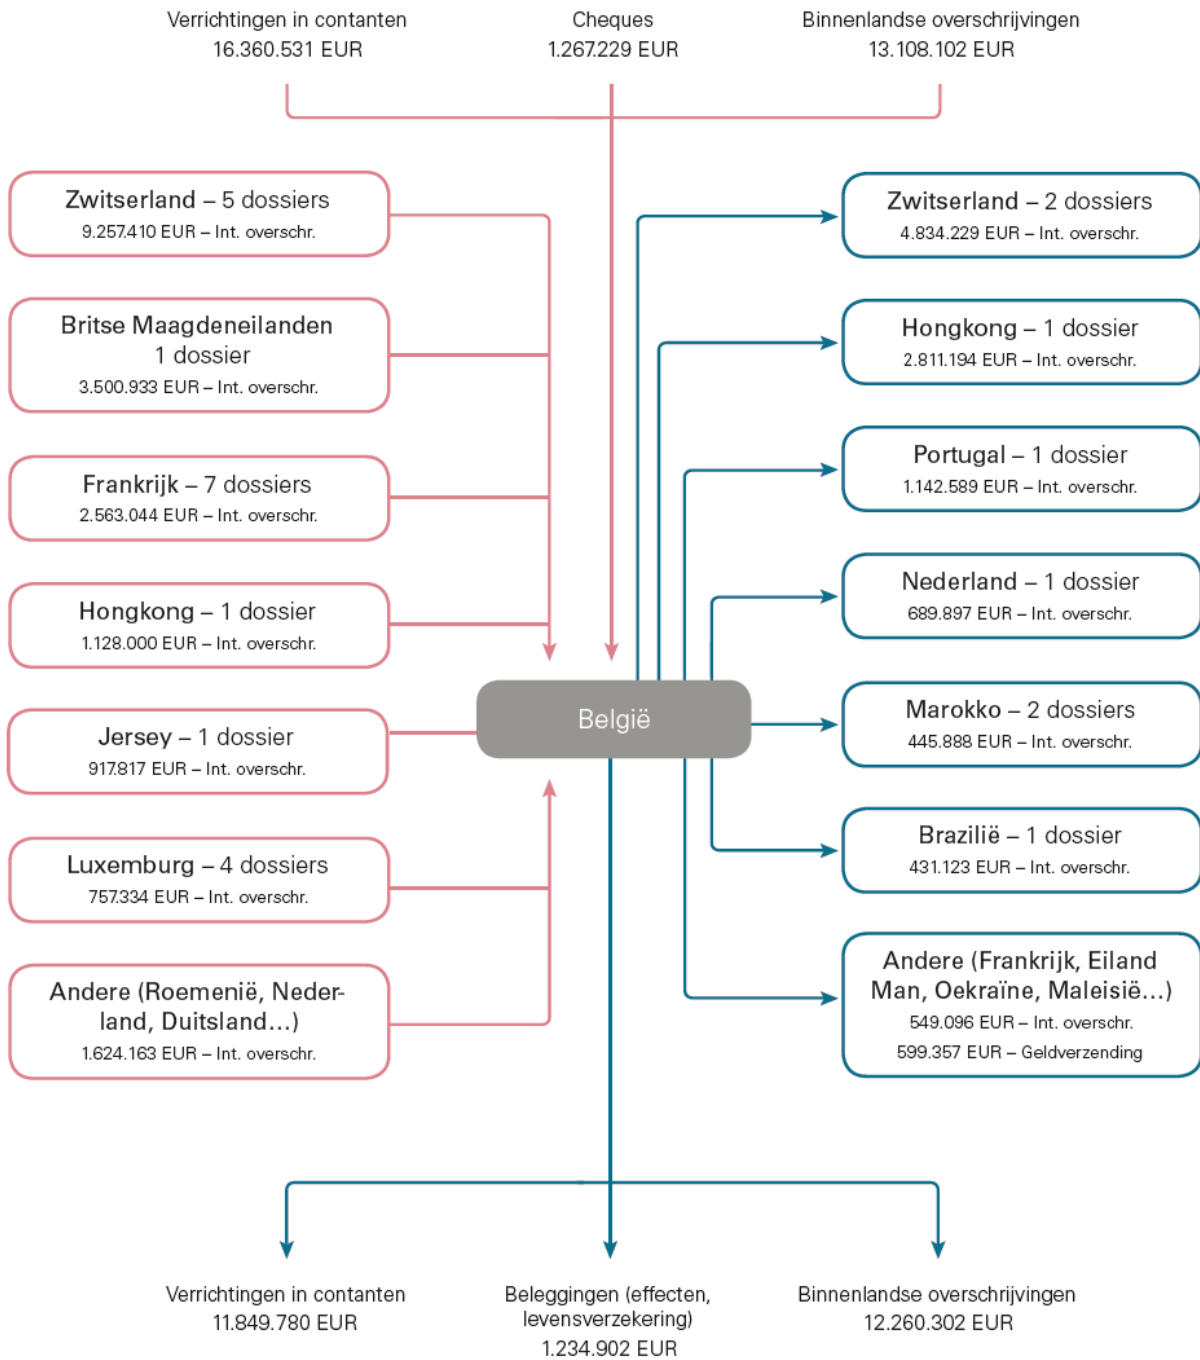 Verrichtingen in contanten
16.360.531 EUR
Cheques
1.267.229 EUR
Binnenlandse overschrijvingen
13.108.102 EUR
Zwitserland – 5 dossiers
9.257.410 EUR – Int. overschr.
Britse Maagdeneilanden
1 dossier
3.500.933 EUR – Int. overschr.
Frankrijk – 7 dossiers
2.563.044 EUR – Int. overschr.
Hongkong – 1 dossier
1.128.000 EUR – Int. overschr.
Jersey – 1 dossier
917.817 EUR – Int. overschr.
Luxemburg – 4 dossiers
757.334 EUR – Int. overschr.
Andere (Roemenië, Neder-
land, Duitsland...)
1.624.163 EUR – Int. overschr.
België
Zwitserland – 2 dossiers
4.834.229 EUR – Int. overschr.
Hongkong – 1 dossier
2.811.194 EUR – Int. overschr.
Portugal – 1 dossier
1.142.589 EUR – Int. overschr.
Nederland – 1 dossier
689.897 EUR – Int. overschr.
Marokko – 2 dossiers
445.888 EUR – Int. overschr.
Brazilië – 1 dossier
431.123 EUR – Int. overschr.
Andere (Frankrijk, Eiland
Man, Oekraïne, Maleisië...)
549.096 EUR – Int. overschr.
599.357 EUR – Geldverzending
Verrichtingen in contanten
11.849.780 EUR
Beleggingen (effecten,
levensverzekering)
1.234.902 EUR
Binnenlandse overschrijvingen
12.260.302 EUR